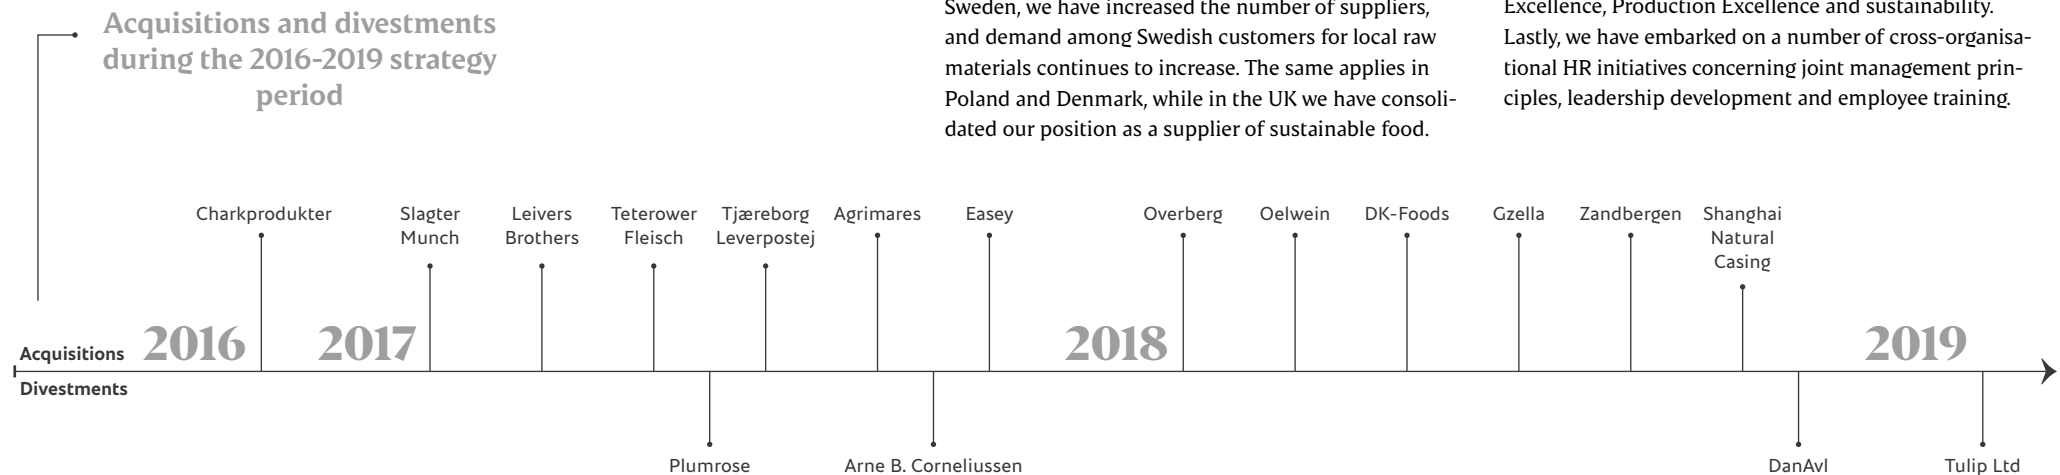 Acquisitions and divestments
during the 2016-2019 strategy
period
Sweden, we have increased the number of suppliers,
and demand among Swedish customers for local raw
materials continues to increase. The same applies in
Poland and Denmark, while in the UK we have consoli-
dated our position as a supplier of sustainable food.
Excellence, Production Excellence and sustainability.
Lastly, we have embarked on a number of cross-organisa-
tional HR initiatives concerning joint management prin-
ciples, leadership development and employee training.
Charkprodukter
Slagter
Munch
Leivers
Brothers
Teterower
Fleisch
Tjæreborg
Leverpostej
Agrimares
Easey
Overberg
Oelwein
DK-Foods
Gzella
Zandbergen
Shanghai
Natural
Casing
2016
2017
2018
2019
Acquisitions
Divestments
Plumrose
Arne B. Corneliussen
DanAvl
Tulip Ltd